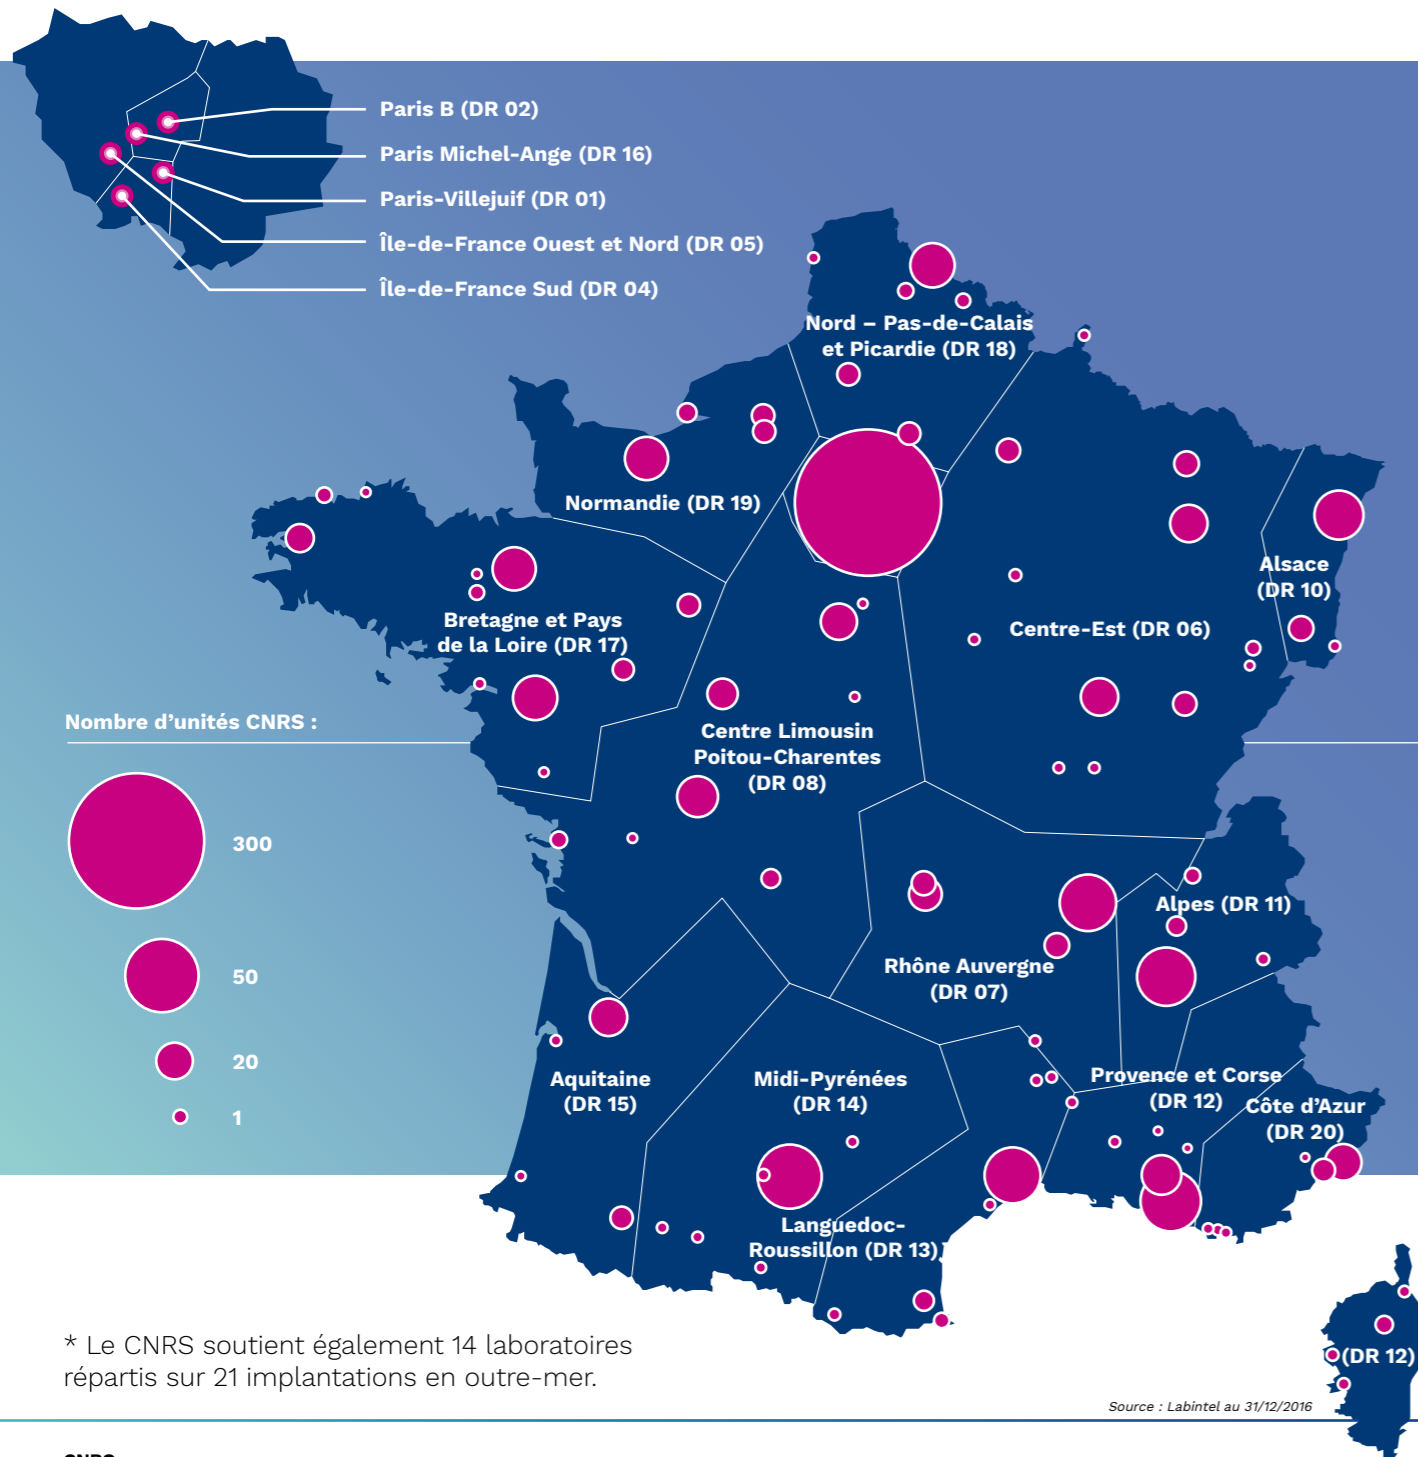 Paris B (DR 02)
Paris Michel-Ange (DR 16)
Paris-Villejuif (DR 01)
Île-de-France Ouest et Nord (DR 05)
Île-de-France Sud (DR 04)
Nord – Pas-de-Calais
et Picardie (DR 18)
Normandie (DR 19)
Alsace
(DR 10)
Bretagne et Pays
de la Loire (DR 17)
Centre-Est (DR 06)
Nombre d’unités CNRS :
Centre Limousin
Poitou-Charentes
(DR 08)
300
50
20
1
Alpes (DR 11)
Rhône Auvergne
(DR 07)
Aquitaine
(DR 15)
Midi-Pyrénées
(DR 14)
Provence et Corse
(DR 12)
Côte d’Azur
(DR 20)
Languedoc-
Roussillon (DR 13)
(DR 12)
* Le CNRS soutient également 14 laboratoires
répartis sur 21 implantations en outre-mer.
Source : Labintel au 31/12/2016